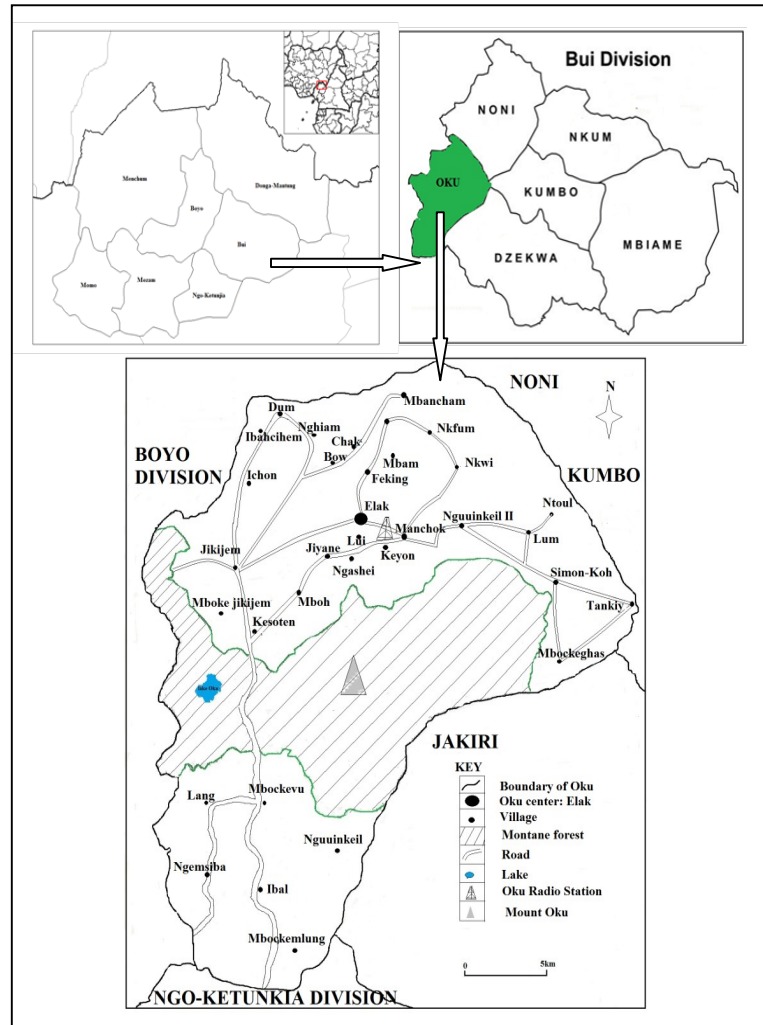 Menchum
Donga-Mantung
Boyo
Bui
Momo
Mezam
Ngo-Ketunjia
Bui Division
NONI
NKUM
OKU
KUMBO
MBIAME
DZEKWA
NONI
N
Mbancham
Dum
Nghiam
Nkfum
Ibahcihem
Chak
BOYO
DIVISION
Bow
Mbam
Nkwi
KUMBO
Feking
Ichon
Elak
Ntoul
Nguuinkeil II
Manchok
Lui
Lum
Jikijem
Jiyane
Keyon
Ngashei
Simon-Koh
Mboh
Tankiy
Mboke jikijem
Kesoten
Mbockeghas
Lake Oku
JAKIRI
KEY
Boundary of Oku
Oku center: Elak
Village
Montane forest
Road
Lake
Oku Radio Station
Mount Oku
Lang
Mbockevu
Nguuinkeil
Ngemsiba
Ibal
Mbockemlung
0 5km
NGO-KETUNKIA DIVISION